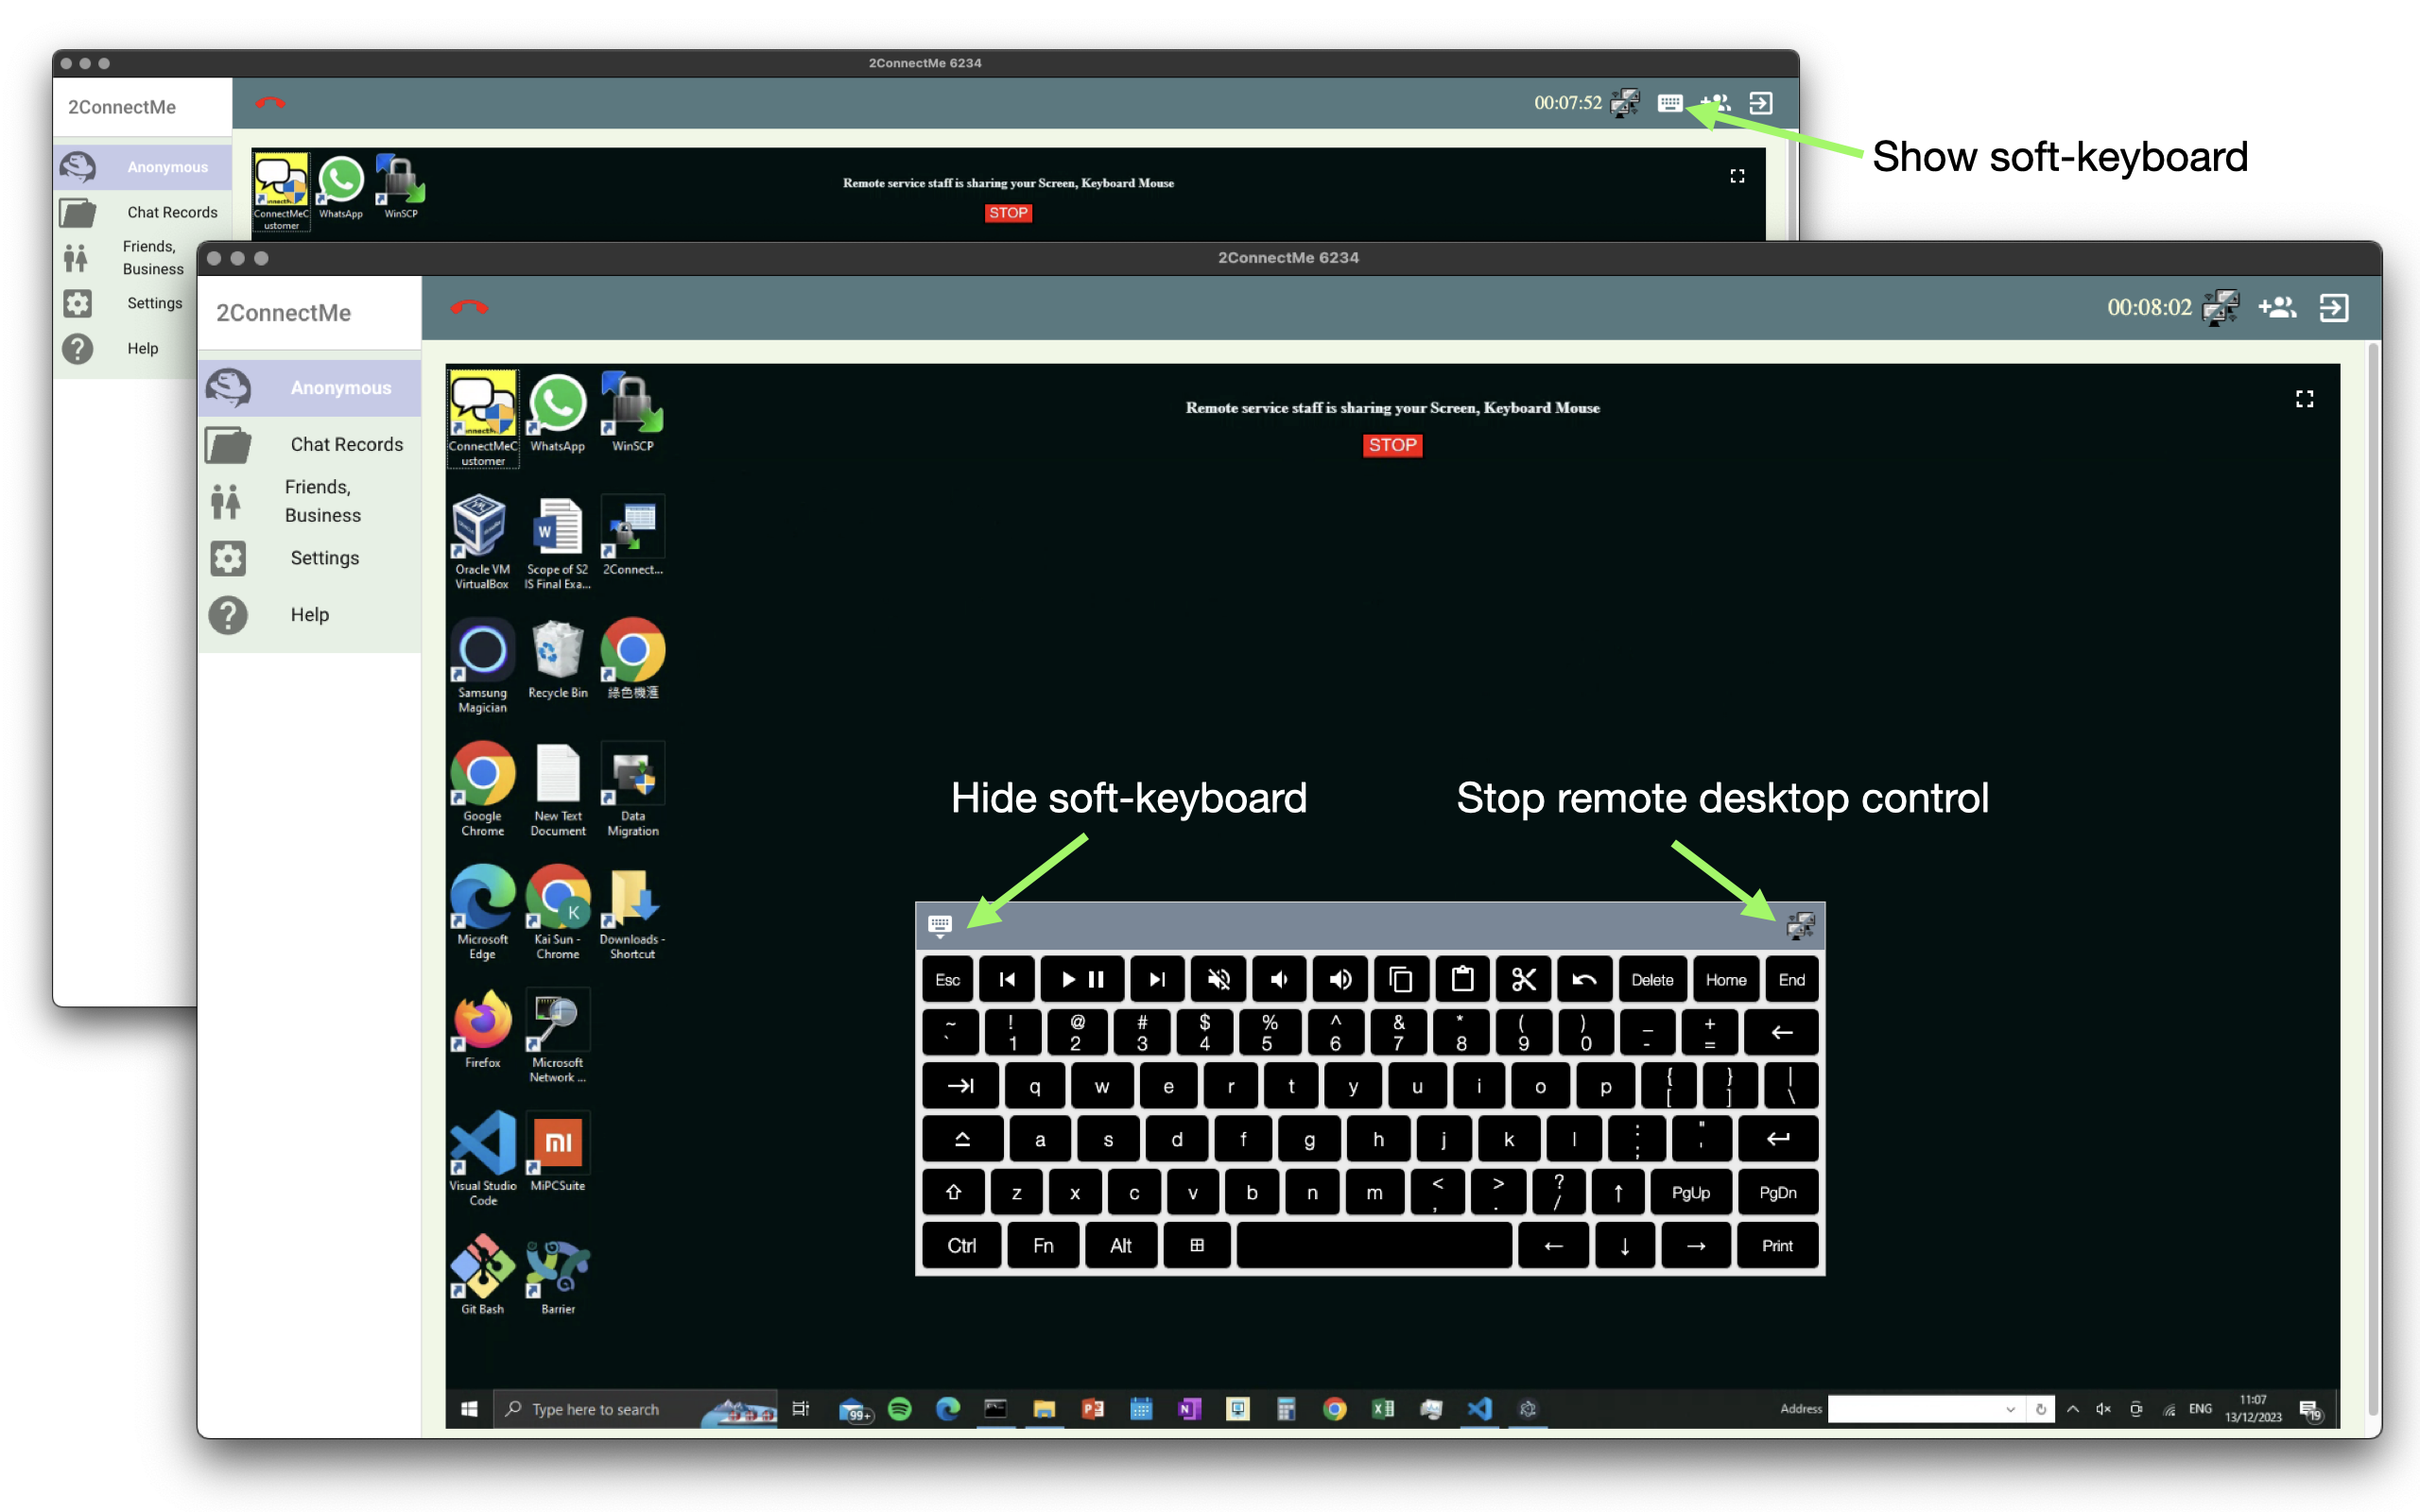 2ConnectMe 6234
2ConnectMe
00:07:52
Show soft-keyboard
Anonymous
Chat Records
Friends,
Business
Settings
Help
Remote service staff is sharing your Screen, Keyboard Mouse
STOP
ConnectMeC
ustomer
WhatsApp
WinSCP
2ConnectMe 6234
2ConnectMe
00:08:02
Anonymous
Chat Records
Friends,
Business
Settings
Help
Remote service staff is sharing your Screen, Keyboard Mouse
STOP
ConnectMeC
ustomer
WhatsApp
WinSCP
Oracle VM
VirtualBox
Scope of S2
IS Final Exa...
2Connect...
Samsung
Magician
Recycle Bin
綠色機滙
Google
Chrome
New Text
Document
Data
Migration
Microsoft
Edge
K
Kai Sun -
Chrome
Downloads -
Shortcut
Firefox
Microsoft
Network ...
Visual Studio
Code
MiPCSuite
Git Bash
Barrier
Hide soft-keyboard
Stop remote desktop control
Esc Delete Home End
~ ! @ # $ % ^ & * ( ) _ +
` 1 2 3 4 5 6 7 8 9 0 - = ←
q w e r t y u i o p { } |
[ ] \
a s d f g h j k l : "
; '
z x c v b n m < > ? ↑ PgUp PgDn
, . /
Ctrl Fn Alt ← ↓ → Print
Type here to search
99+
Address
ENG
11:07
13/12/2023
19